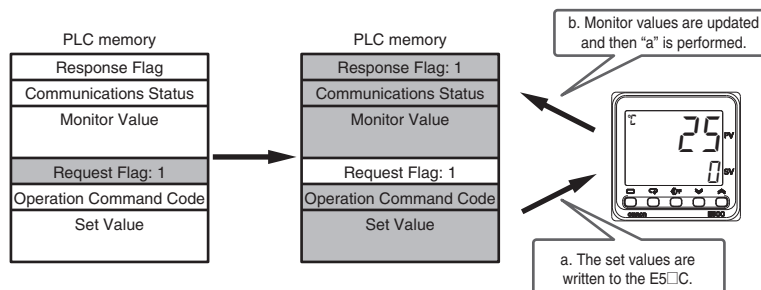 PLC memory
Response Flag
Communications Status
Monitor Value
Request Flag: 1
Operation Command Code
Set Value
PLC memory
Response Flag: 1
Communications Status
Monitor Value
Request Flag: 1
Operation Command Code
Set Value
b. Monitor values are updated
and then “a” is performed.
°C
25 PV
0 SV
omron
a. The set values are
written to the E5□C.